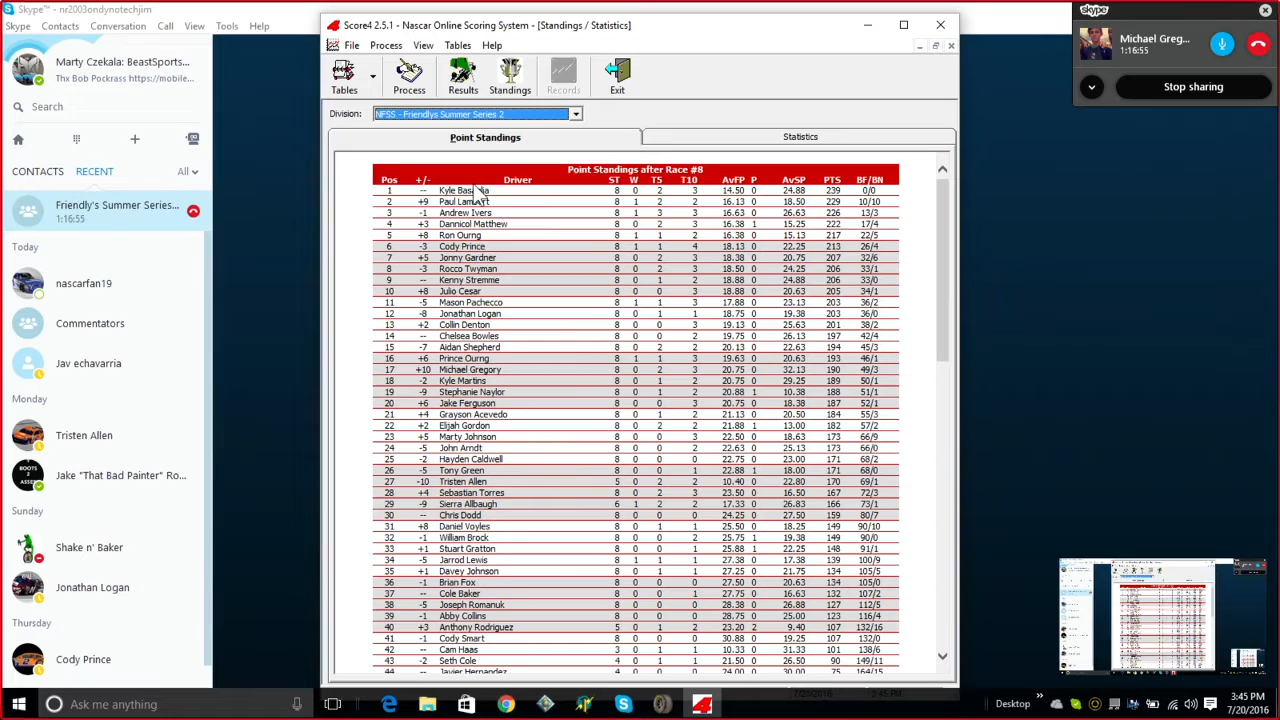 Skype™ - nr2003ondynotechjim
Skype Contacts Conversation Call View Tools Help
Marty Czekala: BeastSports...
Thx Bob Pockrass https://mobile.
Search
CONTACTS RECENT All
Friendly's Summer Series...
1:16:55
Today
nascarfan19
Commentators
Jav echavarria
Monday
Tristen Allen
Jake "That Bad Painter" Ro...
Sunday
Shake n' Baker
Jonathan Logan
Thursday
Cody Prince
4 Score4 2.5.1 - Nascar Online Scoring System - [Standings / Statistics]
File Process View Tables Help
Tables Process Results Standings Records Exit
Division: NFSS - Friendlys Summer Series 2
Point Standings Statistics
Point Standings after Race #8
Pos +/- Driver ST W T5 T10 AvFP P AvSP PTS BF/BN
1 -- Kyle 8 0 2 3 14.50 0 24.88 239 0/0
2 +9 Paul 8 1 2 2 16.13 0 18.50 229 10/10
3 -1 Andrew Ivers 8 1 3 3 16.63 0 26.63 226 13/3
4 +3 Dannicol Matthew 8 0 2 3 16.38 1 15.25 222 17/4
5 +8 Ron Ourng 8 1 1 2 16.38 0 15.13 217 22/5
6 -3 Cody Prince 8 1 1 4 18.13 0 22.25 213 26/4
7 +5 Jonny Gardner 8 0 2 3 18.38 0 20.75 207 32/6
8 -3 Rocco Twyman 8 0 2 3 18.50 0 24.25 206 33/1
9 -- Kenny Stremme 8 0 1 2 18.88 0 24.88 206 33/0
10 +8 Julio Cesar 8 0 2 3 18.88 0 20.63 205 34/1
11 -5 Mason Pachecco 8 1 1 2 17.88 0 23.13 203 36/2
12 -8 Jonathan Logan 8 0 1 1 18.75 0 19.38 203 36/0
13 +2 Collin Denton 8 0 0 3 19.13 0 25.63 201 38/2
14 -- Chelsea Bowles 8 0 0 2 19.75 0 22.75 197 42/4
15 -7 Aidan Shepherd 8 0 2 2 20.13 0 22.63 194 45/3
16 +6 Prince Ourng 8 1 1 3 19.63 0 20.63 193 46/1
17 +10 Michael Gregory 8 0 2 3 20.75 0 32.13 190 49/3
18 -2 Kyle Martins 8 0 1 1 20.75 0 29.25 189 50/1
19 -9 Stephanie Naylor 8 0 1 2 20.88 1 10.38 188 51/1
20 +6 Jake Ferguson 8 0 0 3 20.75 0 18.38 187 52/1
21 +4 Grayson Acevedo 8 0 1 2 21.13 0 20.50 184 55/3
22 +2 Elijah Gordon 8 0 2 2 21.88 1 13.00 182 57/2
23 +5 Marty Johnson 8 0 0 3 22.50 0 18.63 173 66/9
24 -5 John Arndt 8 0 0 0 22.63 0 25.13 173 66/0
25 -2 Hayden Caldwell 8 0 0 0 22.75 0 23.00 171 68/2
26 -5 Tony Green 8 0 0 1 22.88 1 18.00 171 68/0
27 -10 Tristen Allen 5 0 2 2 10.40 0 22.80 170 69/1
28 +4 Sebastian Torres 8 0 2 3 23.50 0 16.50 167 72/3
29 -9 Sierra Allbaugh 6 1 2 2 17.33 0 26.83 166 73/1
30 -- Chris Dodd 8 0 0 0 24.25 0 27.50 159 80/7
31 +8 Daniel Voyles 8 0 1 2 25.50 0 18.25 149 90/10
32 -1 William Brock 8 0 0 2 25.75 1 19.38 149 90/0
33 +1 Stuart Gratton 8 0 0 1 25.88 1 22.25 148 91/1
34 -5 Jarrod Lewis 8 1 1 1 27.38 0 17.38 139 100/9
35 +1 Davey Johnson 8 0 1 1 27.25 0 21.75 134 105/5
36 -1 Brian Fox 8 0 0 0 27.50 0 20.63 134 105/0
37 -- Cole Baker 8 0 0 1 27.75 0 16.63 132 107/2
38 -5 Joseph Romanuk 8 0 0 0 28.38 0 26.88 127 112/5
39 -1 Abby Collins 8 0 0 0 28.75 0 25.00 123 116/4
40 +3 Anthony Rodriguez 5 0 1 2 23.20 2 9.40 107 132/16
41 -1 Cody Smart 8 0 0 0 30.88 0 19.25 107 132/0
42 -- Cam Haas 3 0 1 1 10.33 0 31.33 101 138/6
43 -2 Seth Cole 4 0 1 1 21.50 0 26.50 90 149/11
44 Javier Hernandez 4 0 0 1 24.00 0 30.00 75 164/15
skype
Michael Greg...
1:16:55
Stop sharing
Ask me anything
Desktop
3:45 PM
7/20/2016